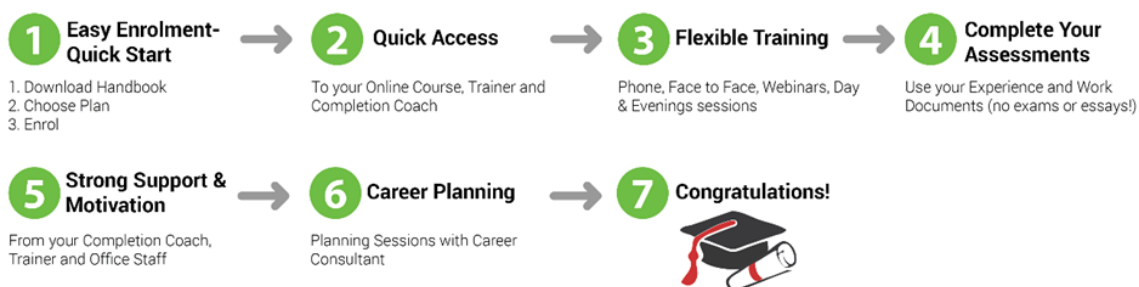 1
Easy Enrolment-
Quick Start
1. Download Handbook
2. Choose Plan
3. Enrol
2
Quick Access
To your Online Course, Trainer and
Completion Coach
3
Flexible Training
Phone, Face to Face, Webinars, Day
& Evenings sessions
4
Complete Your
Assessments
Use your Experience and Work
Documents (no exams or essays!)
5
Strong Support &
Motivation
From your Completion Coach,
Trainer and Office Staff
6
Career Planning
Planning Sessions with Career
Consultant
7
Congratulations!